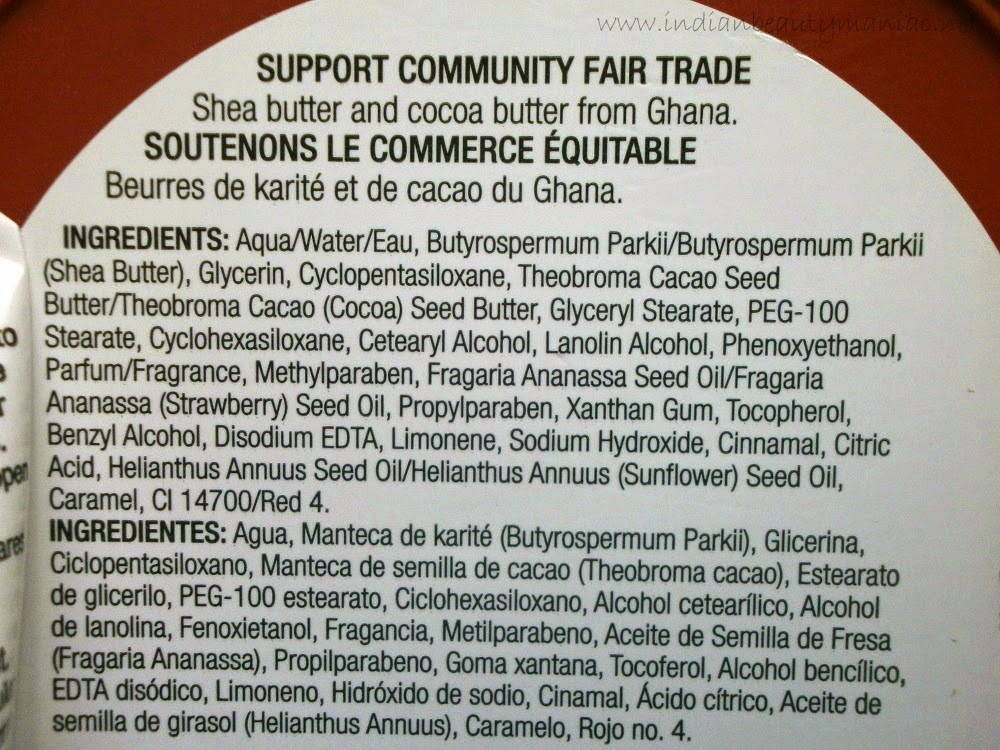 www.indianbeautymaniac.net
SUPPORT COMMUNITY FAIR TRADE
Shea butter and cocoa butter from Ghana.
SOUTENONS LE COMMERCE ÉQUITABLE
Beurres de karité et de cacao du Ghana.
INGREDIENTS: Aqua/Water/Eau, Butyrospermum Parkii/Butyrospermum Parkii
(Shea Butter), Glycerin, Cyclopentasiloxane, Theobroma Cacao Seed
Butter/Theobroma Cacao (Cocoa) Seed Butter, Glyceryl Stearate, PEG-100
Stearate, Cyclohexasiloxane, Cetearyl Alcohol, Lanolin Alcohol, Phenoxyethanol,
Parfum/Fragrance, Methylparaben, Fragaria Ananassa Seed Oil/Fragaria
Ananassa (Strawberry) Seed Oil, Propylparaben, Xanthan Gum, Tocopherol,
Benzyl Alcohol, Disodium EDTA, Limonene, Sodium Hydroxide, Cinnamal, Citric
Acid, Helianthus Annuus Seed Oil/Helianthus Annuus (Sunflower) Seed Oil,
Caramel, CI 14700/Red 4.
INGREDIENTES: Agua, Manteca de karité (Butyrospermum Parkii), Glicerina,
Ciclopentasiloxano, Manteca de semilla de cacao (Theobroma cacao), Estearato
de glicerilo, PEG-100 estearato, Ciclohexasiloxano, Alcohol cetearílico, Alcohol
de lanolina, Fenoxietanol, Fragancia, Metilparabeno, Aceite de Semilla de Fresa
(Fragaria Ananassa), Propilparabeno, Goma xantana, Tocoferol, Alcohol bencílico,
EDTA disódico, Limoneno, Hidróxido de sodio, Cinamal, Ácido cítrico, Aceite de
semilla de girasol (Helianthus Annuus), Caramelo, Rojo no. 4.